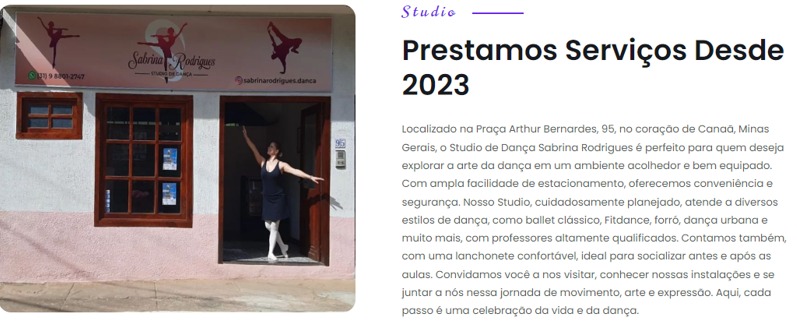 Sabrina Rodrigues
STUDIO DE DANÇA
sabrinarodrigues.danca
95
Studio
Prestamos Serviços Desde
2023
Localizado na Praça Arthur Bernardes, 95, no coração de Canaã, Minas
Gerais, o Studio de Dança Sabrina Rodrigues é perfeito para quem deseja
explorar a arte da dança em um ambiente acolhedor e bem equipado.
Com ampla facilidade de estacionamento, oferecemos conveniência e
segurança. Nosso Studio, cuidadosamente planejado, atende a diversos
estilos de dança, como ballet clássico, Fitdance, forró, dança urbana e
muito mais, com professores altamente qualificados. Contamos também,
com uma lanchonete confortável, ideal para socializar antes e após as
aulas. Convidamos você a nos visitar, conhecer nossas instalações e se
juntar a nós nessa jornada de movimento, arte e expressão. Aqui, cada
passo é uma celebração da vida e da dança.